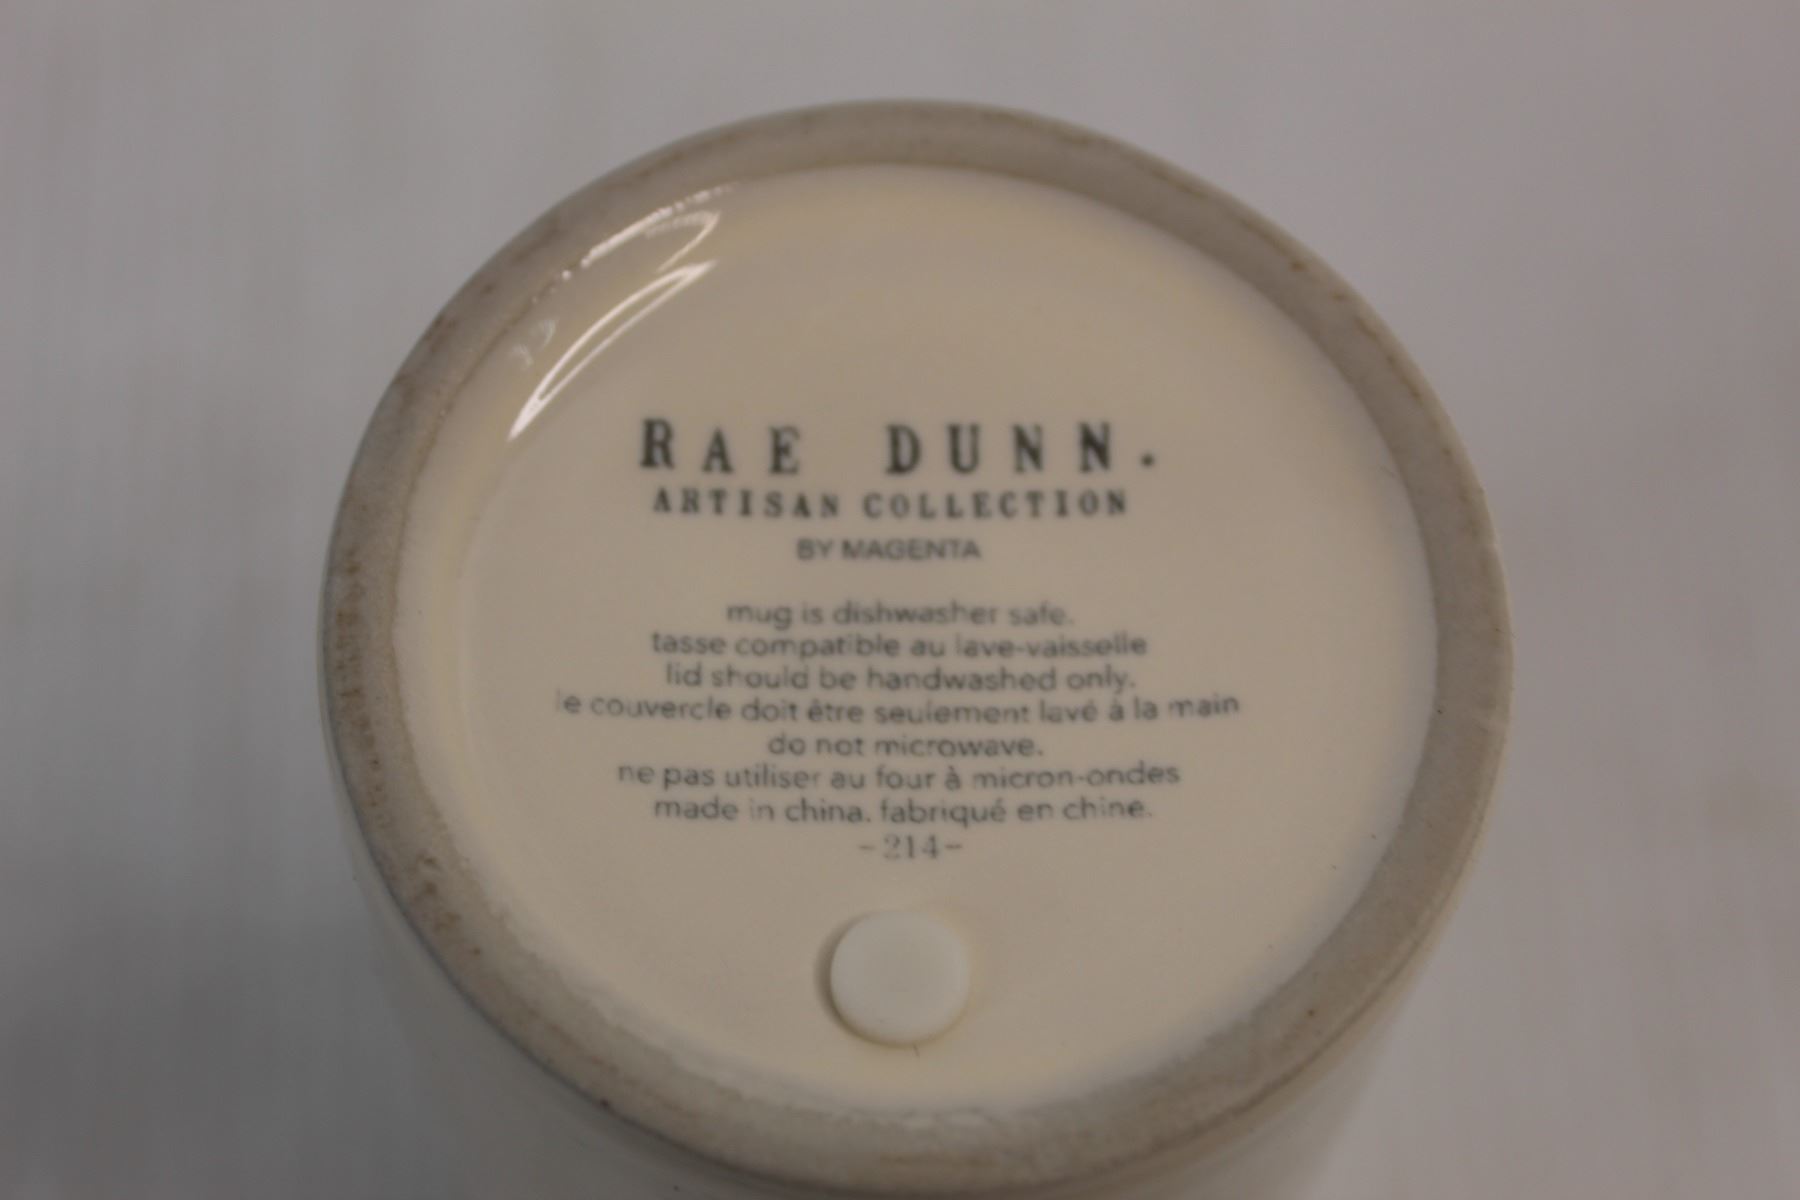 RAE DUNN.
ARTISAN COLLECTION
BY MAGENTA
mug is dishwasher safe.
tasse compatible au lave-vaisselle
lid should be handwashed only.
le couvercle doit être seulement lavé à la main
do not microwave.
ne pas utiliser au four à micron-ondes
made in china. fabriqué en chine.
-214-